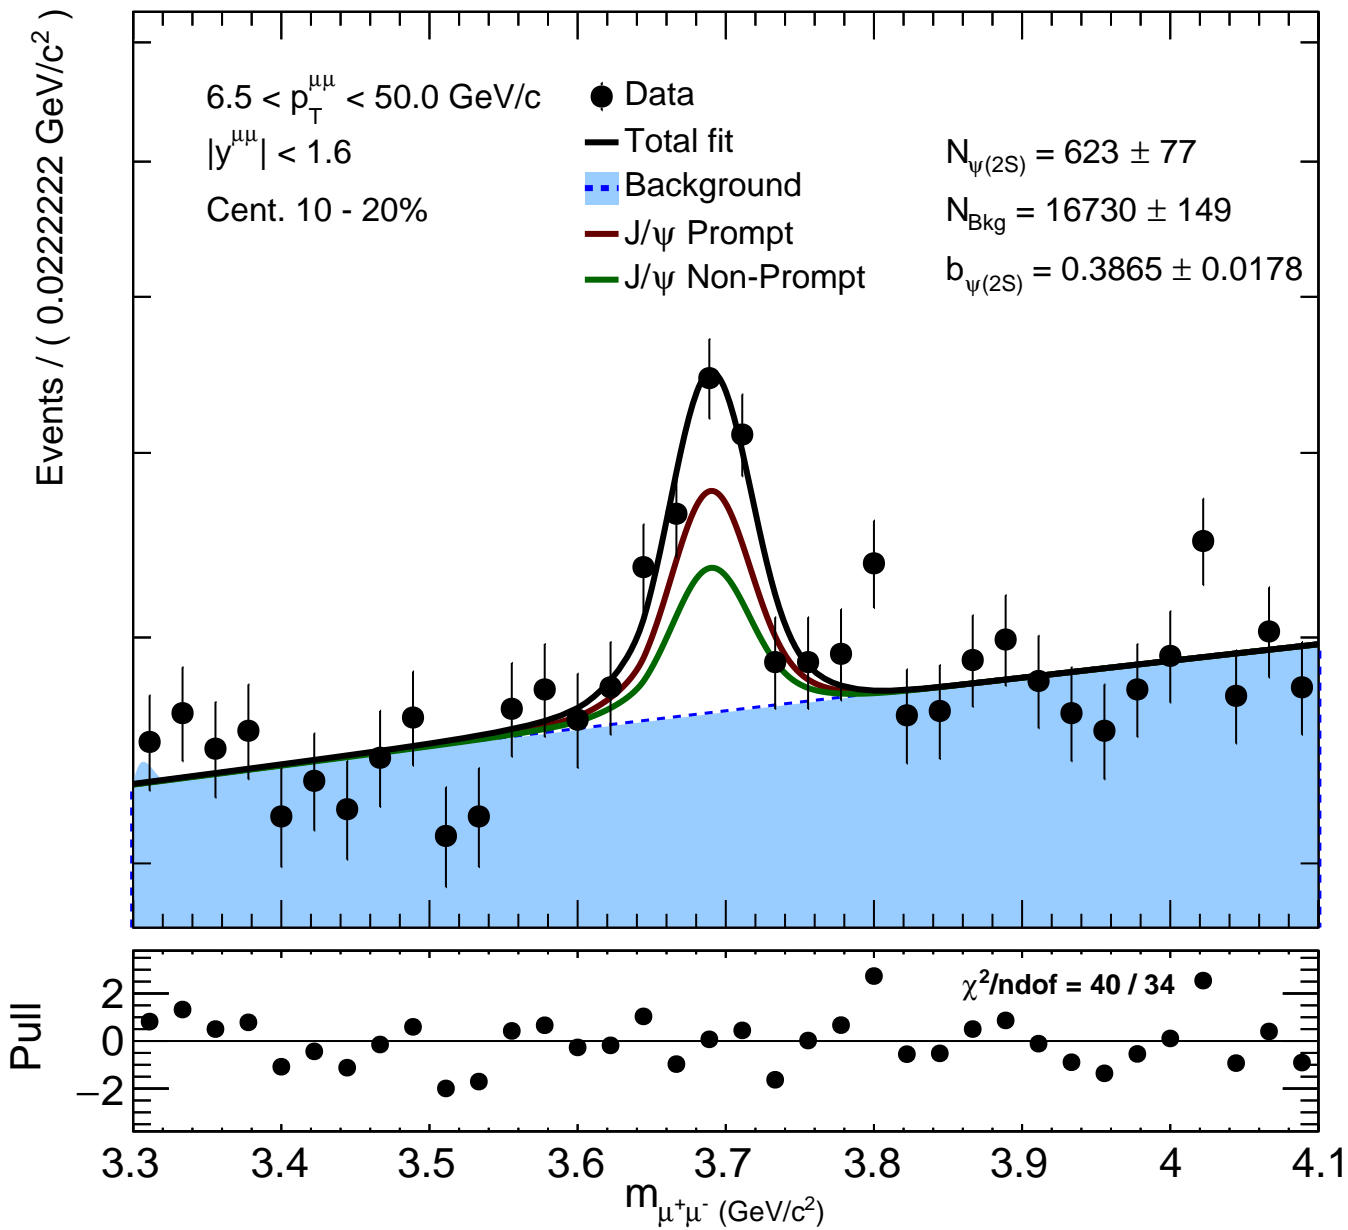 Events / ( 0.0222222 GeV/c² )
6.5 < p_T^μμ < 50.0 GeV/c
|y^μμ| < 1.6
Cent. 10 - 20%
Data
Total fit
Background
J/ψ Prompt
J/ψ Non-Prompt
N_ψ(2S) = 623 ± 77
N_Bkg = 16730 ± 149
b_ψ(2S) = 0.3865 ± 0.0178
Pull
2
0
−2
χ²/ndof = 40 / 34
3.3 3.4 3.5 3.6 3.7 3.8 3.9 4 4.1
m_μ⁺μ⁻ (GeV/c²)